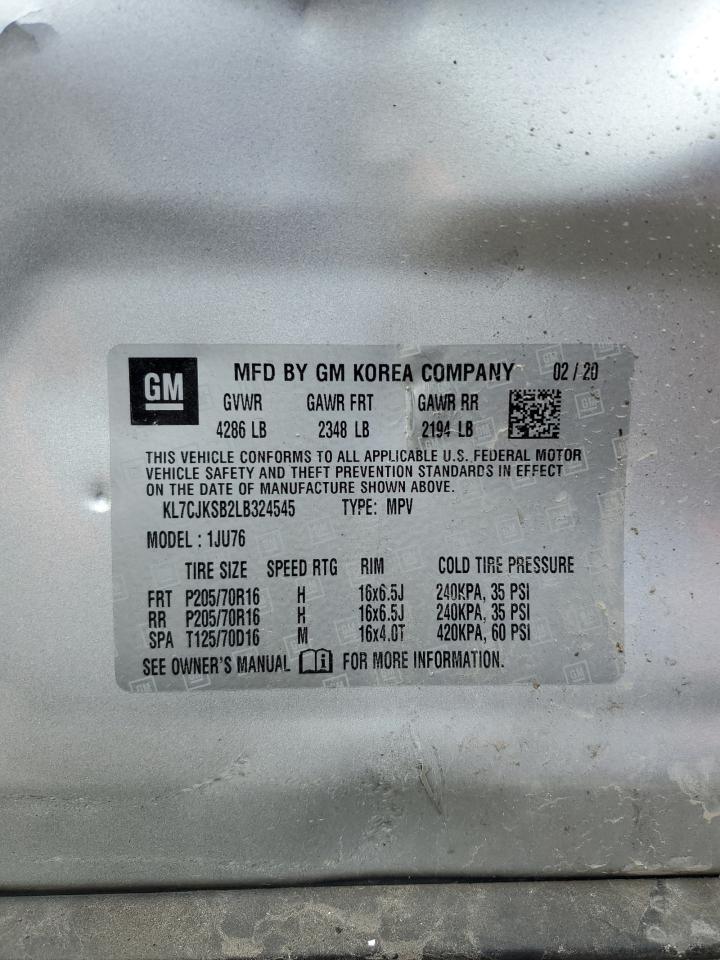 GM MFD BY GM KOREA COMPANY 02 / 20
GVWR GAWR FRT GAWR RR
4286 LB 2348 LB 2194 LB
THIS VEHICLE CONFORMS TO ALL APPLICABLE U.S. FEDERAL MOTOR
VEHICLE SAFETY AND THEFT PREVENTION STANDARDS IN EFFECT
ON THE DATE OF MANUFACTURE SHOWN ABOVE.
KL7CJKSB2LB324545 TYPE: MPV
MODEL : 1JU76
TIRE SIZE SPEED RTG RIM COLD TIRE PRESSURE
FRT P205/70R16 H 16x6.5J 240KPA, 35 PSI
RR P205/70R16 H 16x6.5J 240KPA, 35 PSI
SPA T125/70D16 M 16x4.0T 420KPA, 60 PSI
SEE OWNER'S MANUAL FOR MORE INFORMATION.